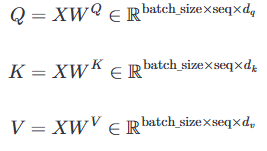 Q = XW^Q ∈ ℝ^{batch_size×seq×d_q}
K = XW^K ∈ ℝ^{batch_size×seq×d_k}
V = XW^V ∈ ℝ^{batch_size×seq×d_v}